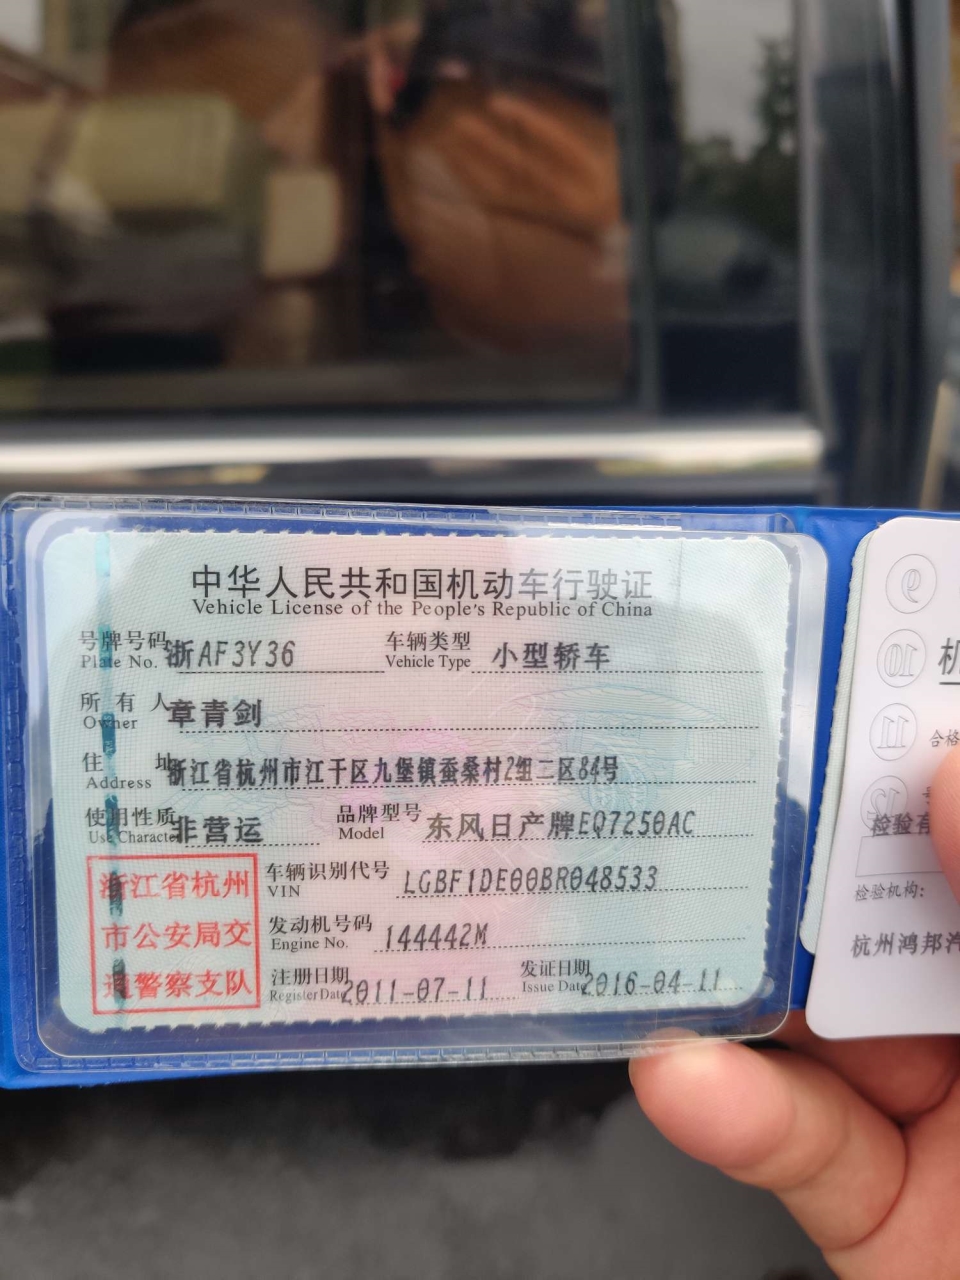 中华人民共和国机动车行驶证
Vehicle License of the People's Republic of China
号牌号码 浙AF3Y36 车辆类型 小型轿车
Plate No. Vehicle Type
所有人 章青剑
Owner
住址 浙江省杭州市江干区九堡镇蚕桑村2组二区84号
Address
使用性质 非营运 品牌型号 东风日产牌EQ7250AC
Use Character Model
车辆识别代号 LGBF1DE00BR048533
VIN
发动机号码 144442M
Engine No.
注册日期 2011-07-11 发证日期 2016-04-11
Register Date Issue Date
浙江省杭州
市公安局交
通警察支队
9
10
11
12
机
合格
检验有
检验机构:
杭州鸿邦汽